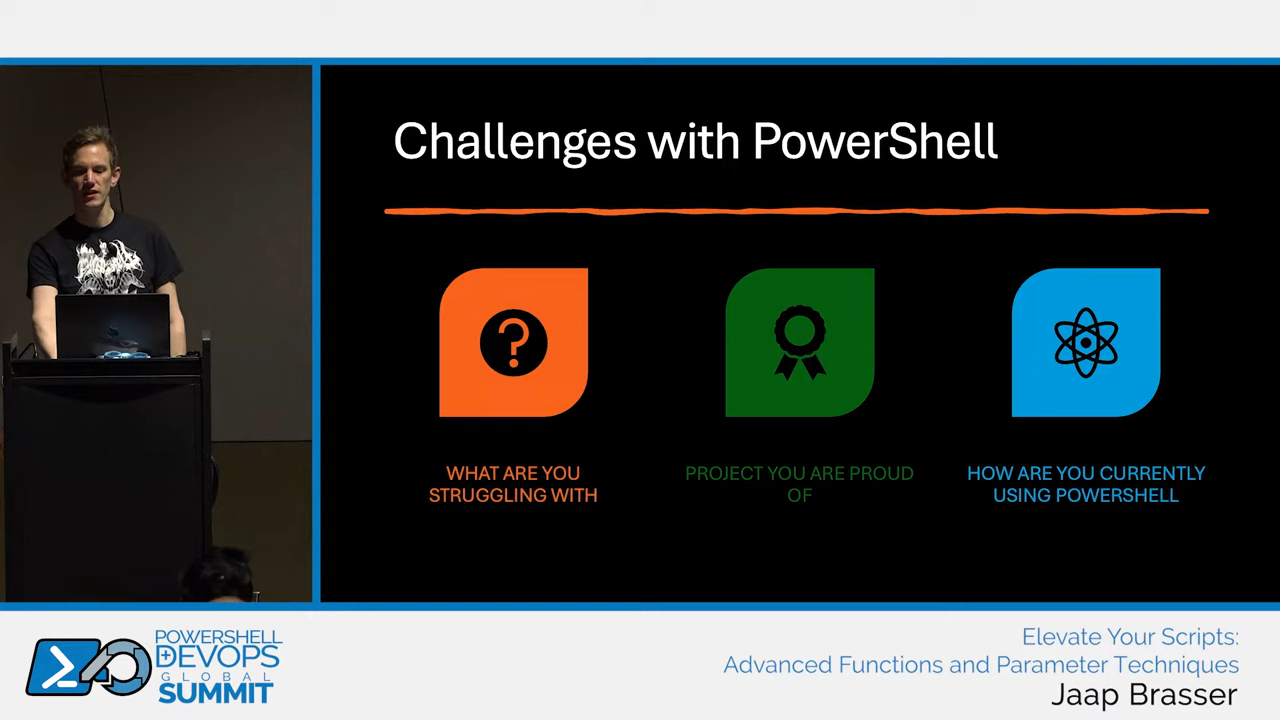 Challenges with PowerShell
WHAT ARE YOU
STRUGGLING WITH
PROJECT YOU ARE PROUD
OF
HOW ARE YOU CURRENTLY
USING POWERSHELL
POWERSHELL
+DEVOPS
GLOBAL
SUMMIT
Elevate Your Scripts:
Advanced Functions and Parameter Techniques
Jaap Brasser